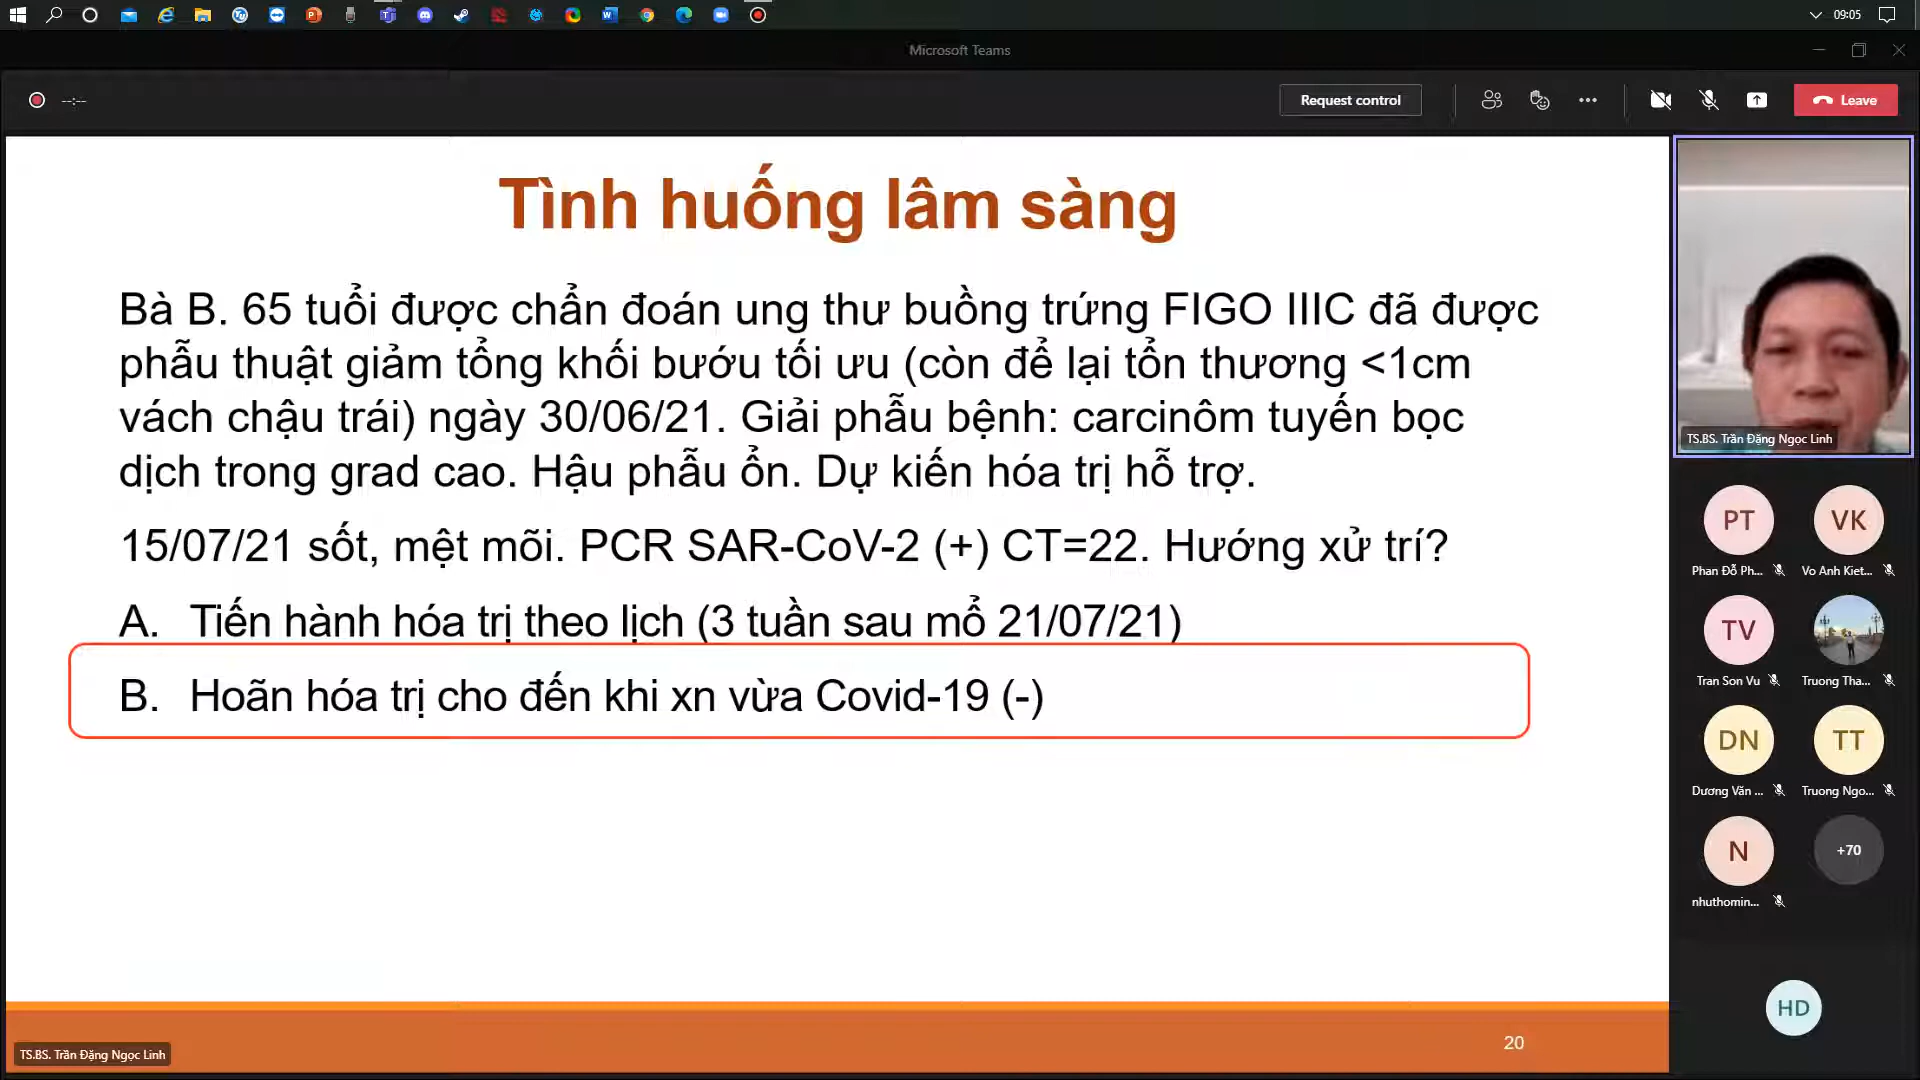 09:05
Microsoft Teams
--:--
Request control
Leave
Tình huống lâm sàng
Bà B. 65 tuổi được chẩn đoán ung thư buồng trứng FIGO IIIC đã được
phẫu thuật giảm tổng khối bướu tối ưu (còn để lại tổn thương <1cm
vách chậu trái) ngày 30/06/21. Giải phẫu bệnh: carcinôm tuyến bọc
dịch trong grad cao. Hậu phẫu ổn. Dự kiến hóa trị hỗ trợ.
15/07/21 sốt, mệt mõi. PCR SAR-CoV-2 (+) CT=22. Hướng xử trí?
A. Tiến hành hóa trị theo lịch (3 tuần sau mổ 21/07/21)
B. Hoãn hóa trị cho đến khi xn vừa Covid-19 (-)
20
TS.BS. Trần Đặng Ngọc Linh
TS.BS. Trần Đặng Ngọc Linh
PT
VK
Phan Đỗ Ph...
Vo Anh Kiet...
TV
Tran Son Vu
Truong Tha...
DN
TT
Dương Văn ...
Truong Ngo...
N
+70
nhuthomin...
HD